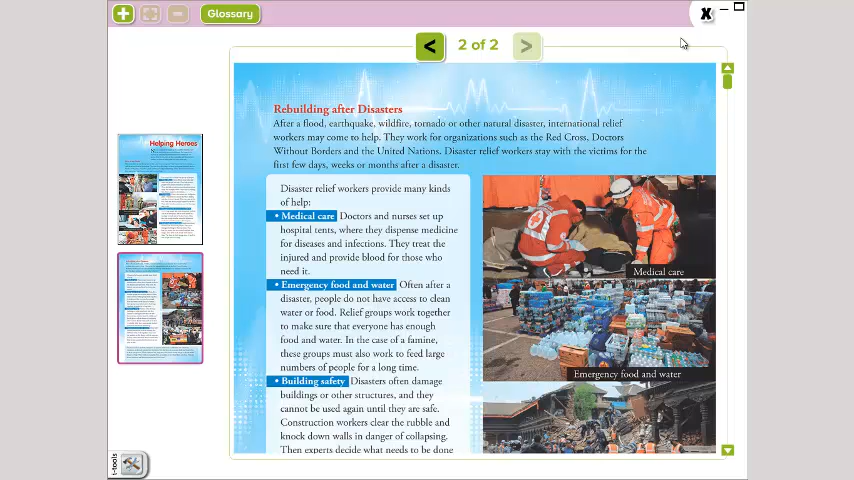 Glossary
X
< 2 of 2 >
Helping Heroes
Rebuilding after Disasters
After a flood, earthquake, wildfire, tornado or other natural disaster, international relief
workers may come to help. They work for organizations such as the Red Cross, Doctors
Without Borders and the United Nations. Disaster relief workers stay with the victims for the
first few days, weeks or months after a disaster.
Disaster relief workers provide many kinds
of help:
• Medical care Doctors and nurses set up
hospital tents, where they dispense medicine
for diseases and infections. They treat the
injured and provide blood for those who
need it.
• Emergency food and water Often after a
disaster, people do not have access to clean
water or food. Relief groups work together
to make sure that everyone has enough
food and water. In the case of a famine,
these groups must also work to feed large
numbers of people for a long time.
• Building safety Disasters often damage
buildings or other structures, and they
cannot be used again until they are safe.
Construction workers clear the rubble and
knock down walls in danger of collapsing.
Then experts decide what needs to be done
Medical care
Emergency food and water
t-tools